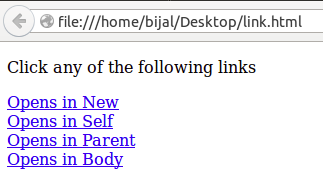 file:///home/bijal/Desktop/link.html
Click any of the following links
Opens in New
Opens in Self
Opens in Parent
Opens in Body